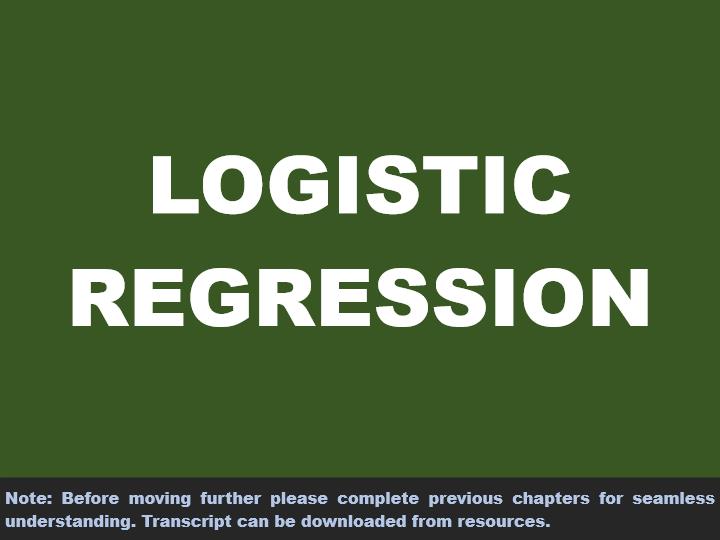 LOGISTIC
REGRESSION
Note: Before moving further please complete previous chapters for seamless
understanding. Transcript can be downloaded from resources.